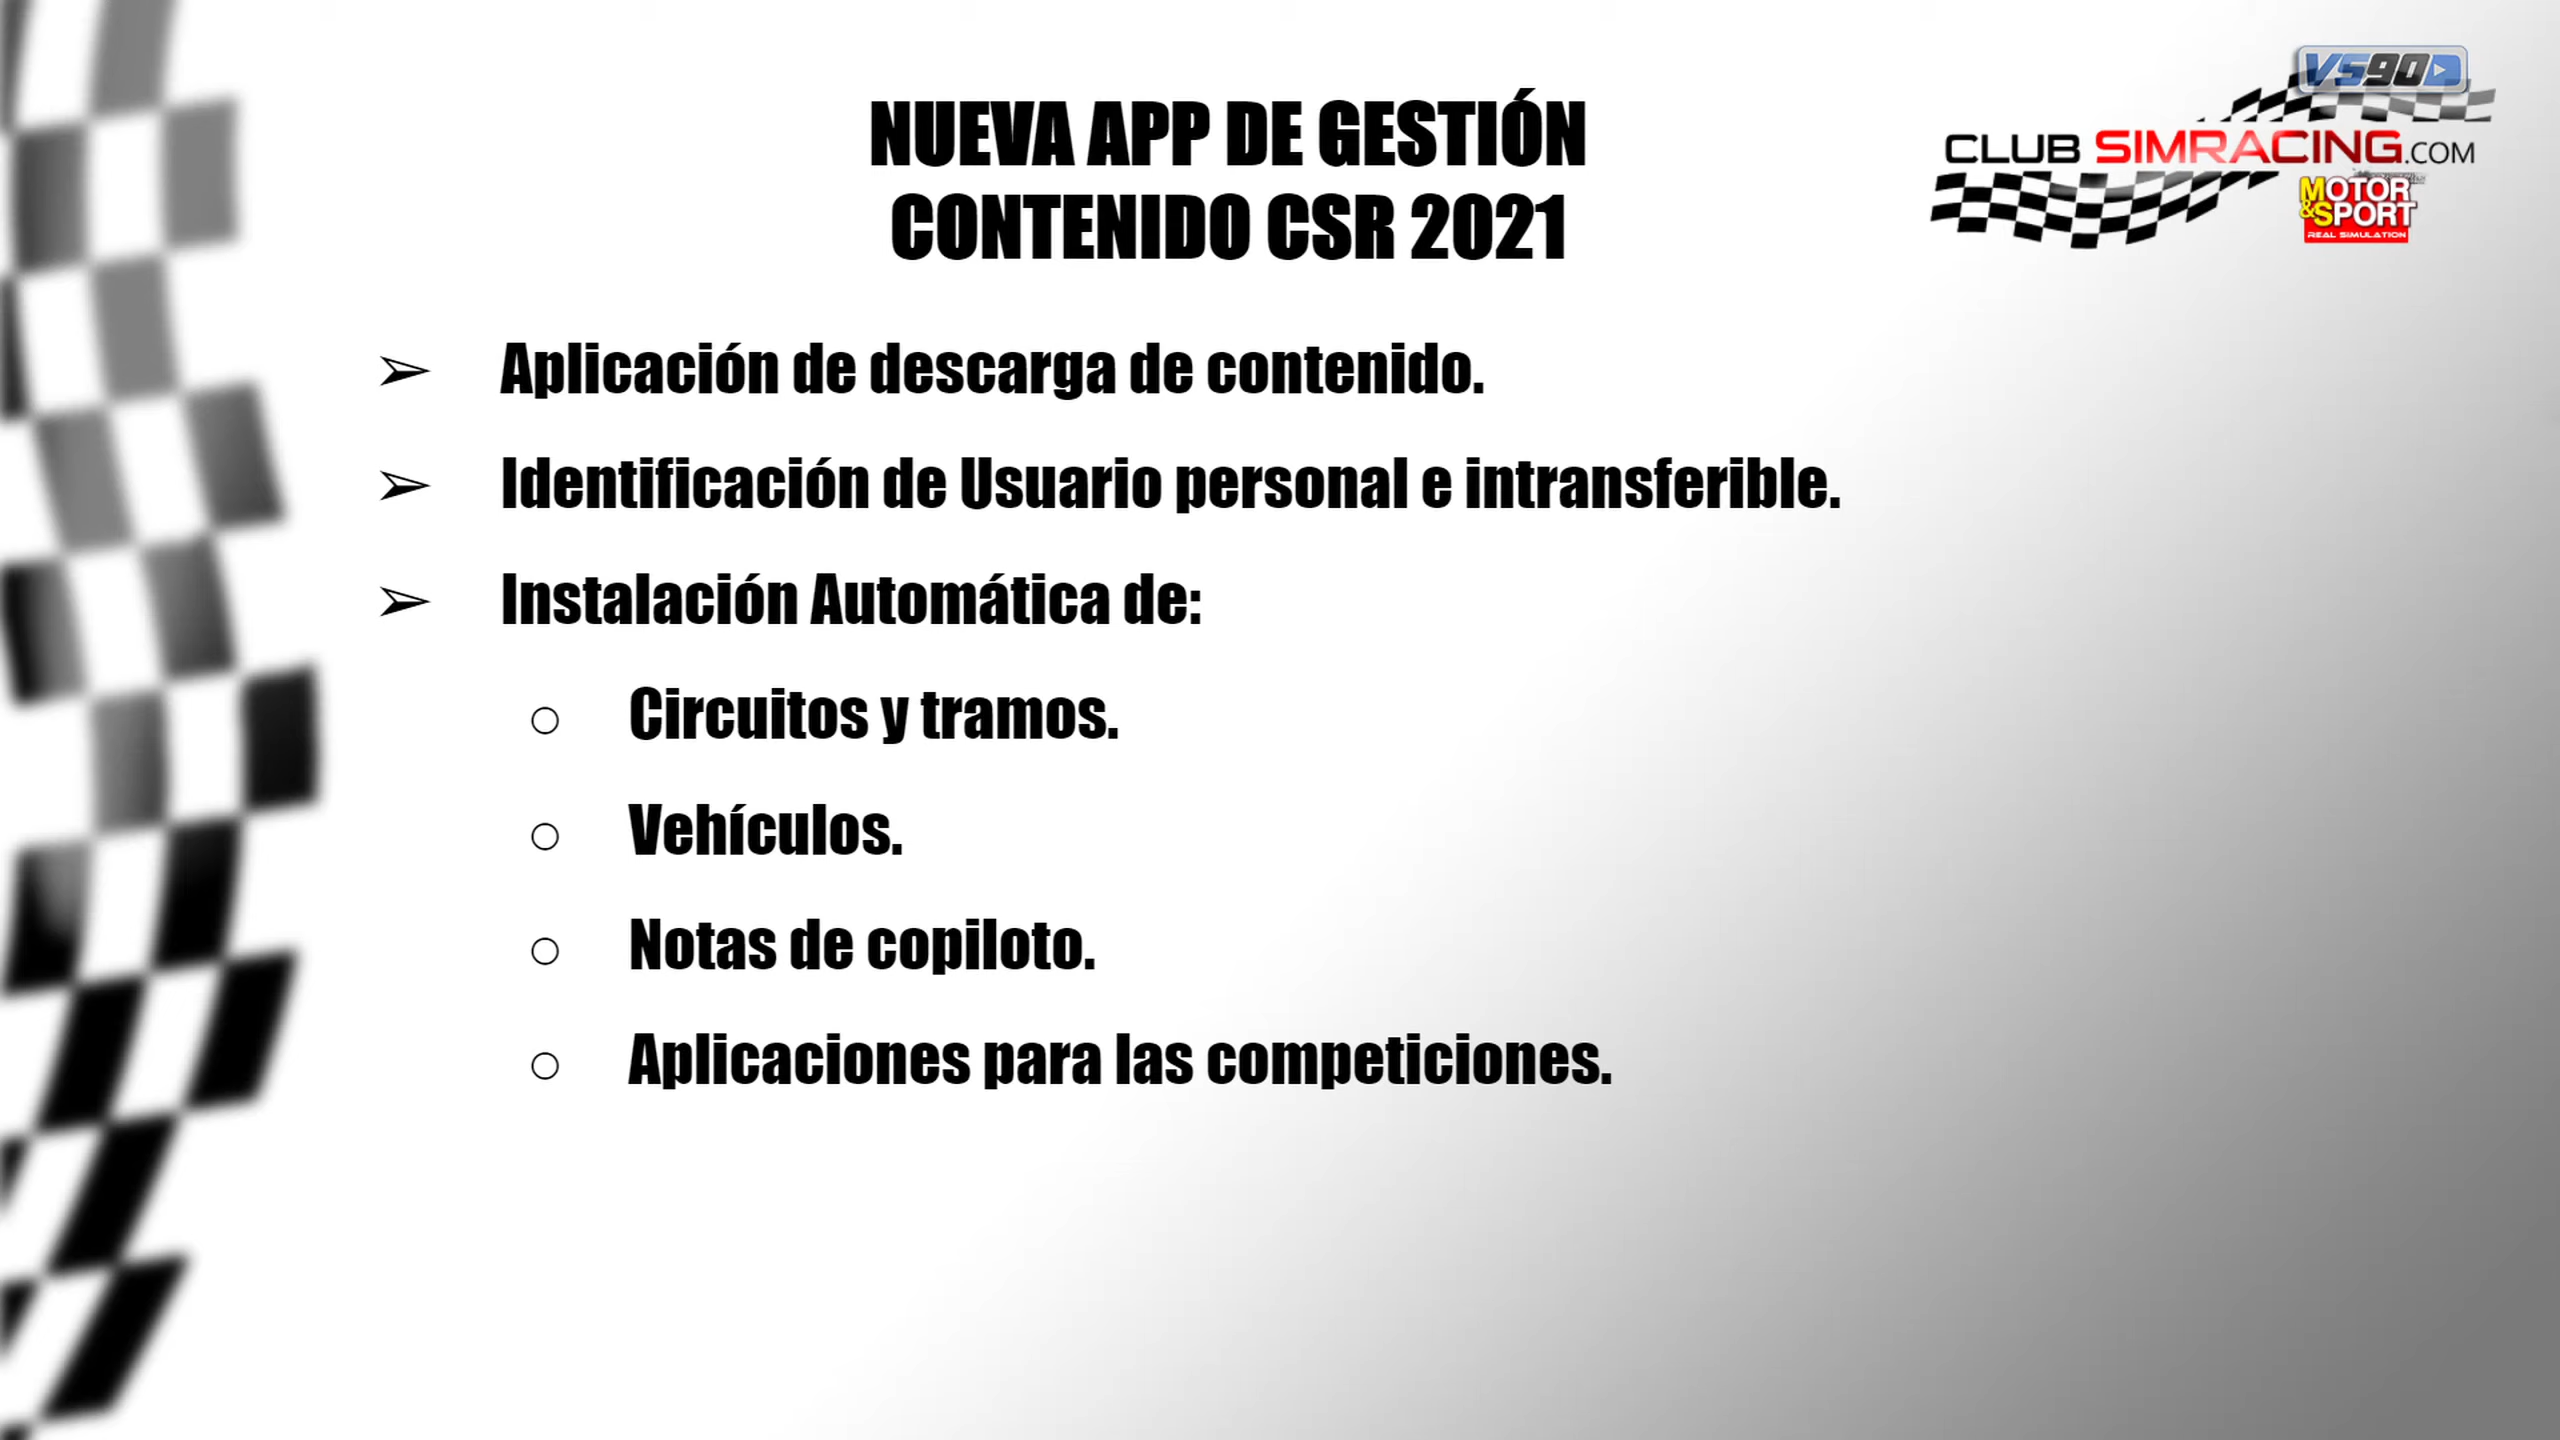 VS90D
NUEVA APP DE GESTIÓN
CONTENIDO CSR 2021
CLUB SIMRACING.COM
MOTOR
&SPORT
REAL SIMULATION
➢ Aplicación de descarga de contenido.
➢ Identificación de Usuario personal e intransferible.
➢ Instalación Automática de:
○ Circuitos y tramos.
○ Vehículos.
○ Notas de copiloto.
○ Aplicaciones para las competiciones.